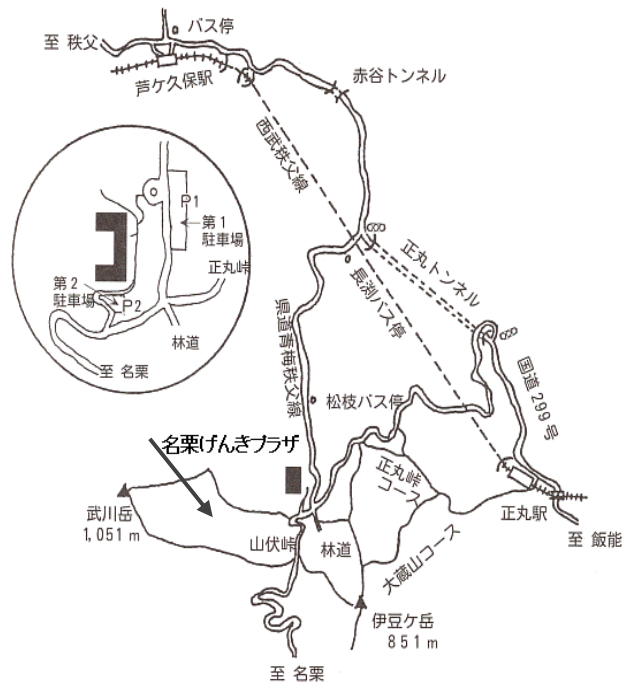 バス停
至 秩父
芦ケ久保駅
赤谷トンネル
西武秩父線
P1
第1
駐車場
正丸峠
第2
駐車場
P2
林道
至 名栗
正丸トンネル
長渕バス停
県道青梅秩父線
国道299号
松枝バス停
名栗げんきプラザ
正丸峠
コース
正丸駅
至 飯能
武川岳
1,051m
山伏峠
林道
大蔵山コース
伊豆ケ岳
851m
至 名栗